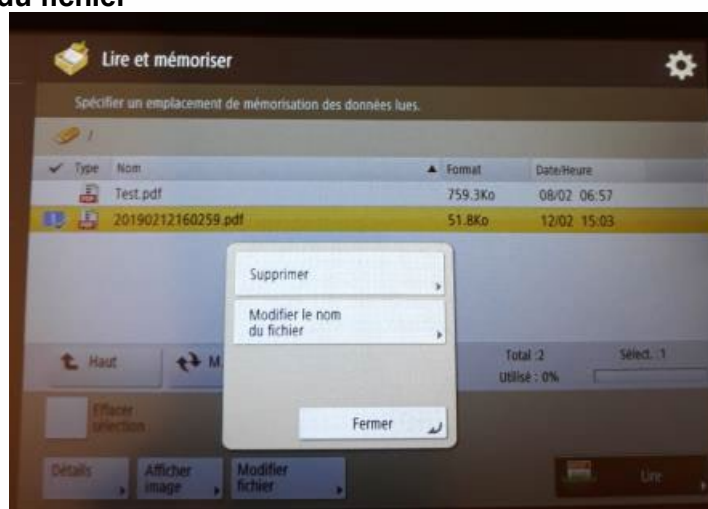 du fichier
Lire et mémoriser
Spécifier un emplacement de mémorisation des données lues.
/
Type Nom ▲ Format Date/Heure
Test.pdf 759.3Ko 08/02 06:57
20190212160259.pdf 51.8Ko 12/02 15:03
Supprimer
Modifier le nom
du fichier
Haut M Total :2 Sélect. :1
Utilisé : 0%
Effacer
sélection
Fermer
Détails Afficher
image Modifier
fichier Lire